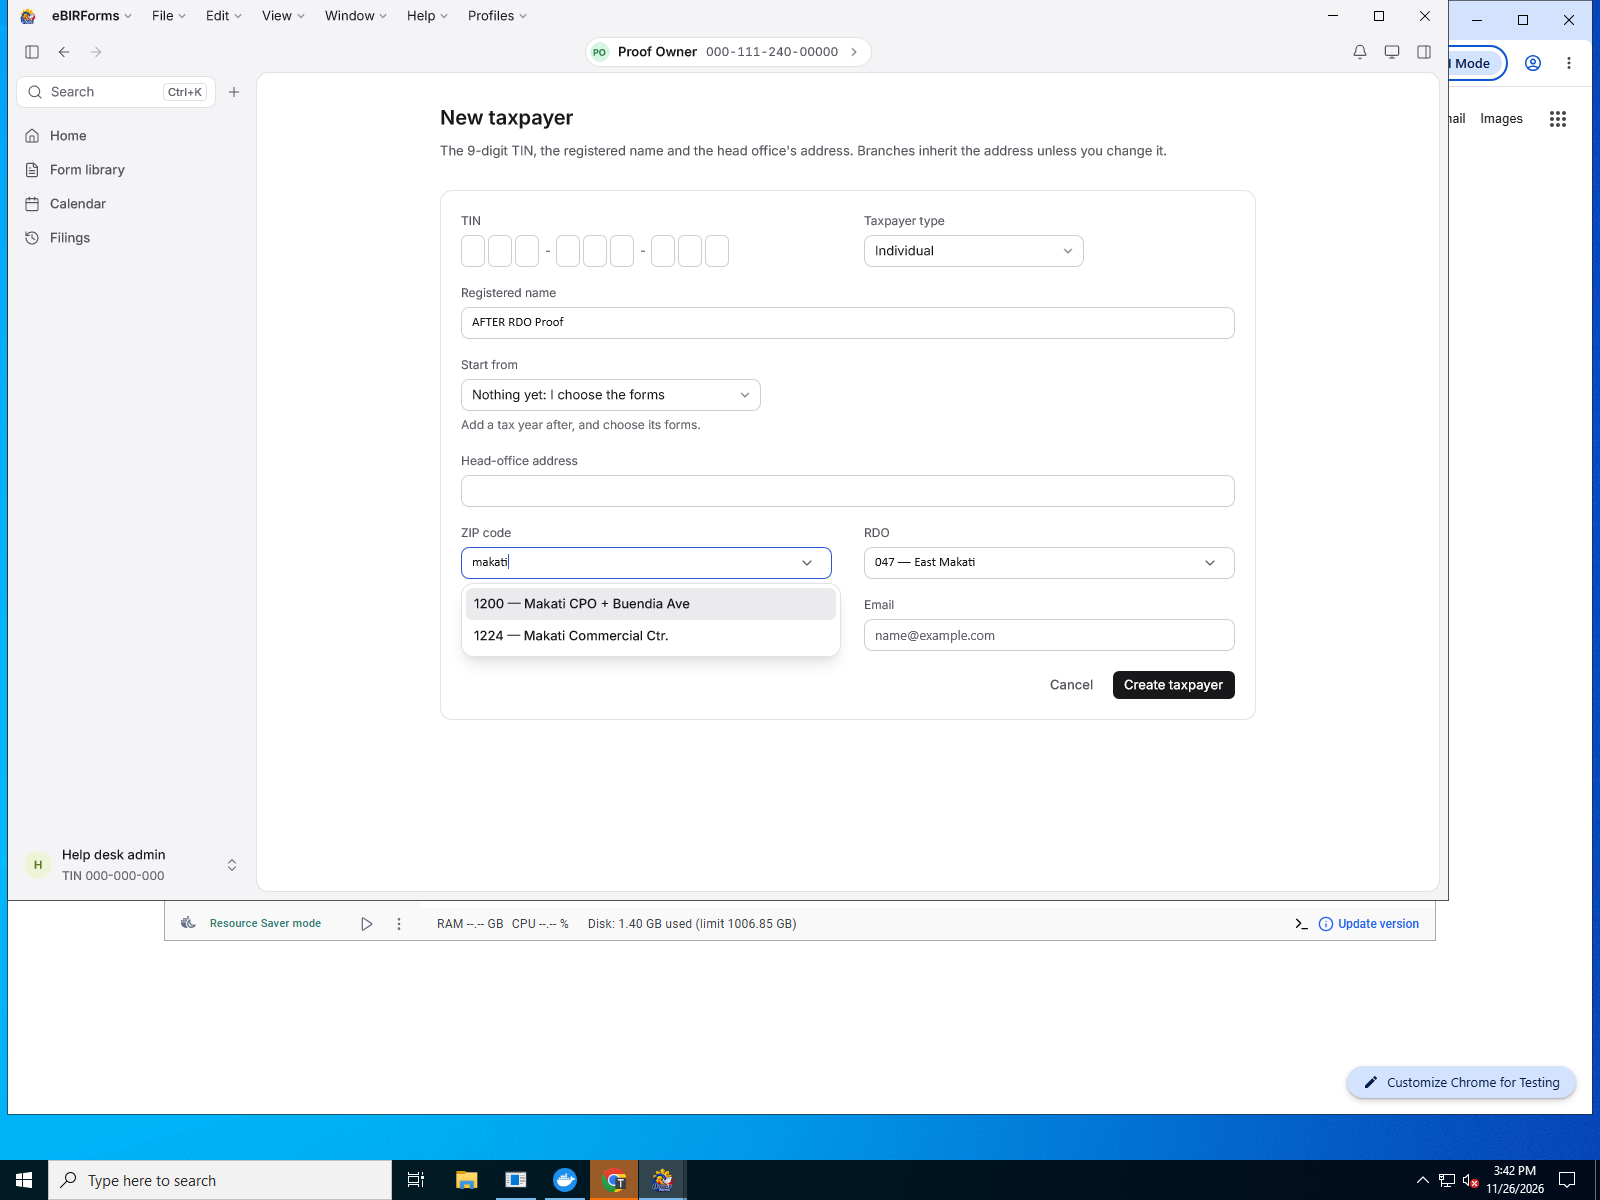 eBIRForms File Edit View Window Help Profiles
PO Proof Owner 000-111-240-00000
Mode
Search Ctrl+K
Images
Home
Form library
Calendar
Filings
New taxpayer
The 9-digit TIN, the registered name and the head office's address. Branches inherit the address unless you change it.
TIN
Taxpayer type
- -
Individual
Registered name
AFTER RDO Proof
Start from
Nothing yet: I choose the forms
Add a tax year after, and choose its forms.
Head-office address
ZIP code
RDO
makati
047 — East Makati
1200 — Makati CPO + Buendia Ave
1224 — Makati Commercial Ctr.
Email
name@example.com
Cancel
Create taxpayer
H
Help desk admin
TIN 000-000-000
Resource Saver mode
RAM --.-- GB CPU --.-- % Disk: 1.40 GB used (limit 1006.85 GB)
Update version
Customize Chrome for Testing
Type here to search
3:42 PM
11/26/2026